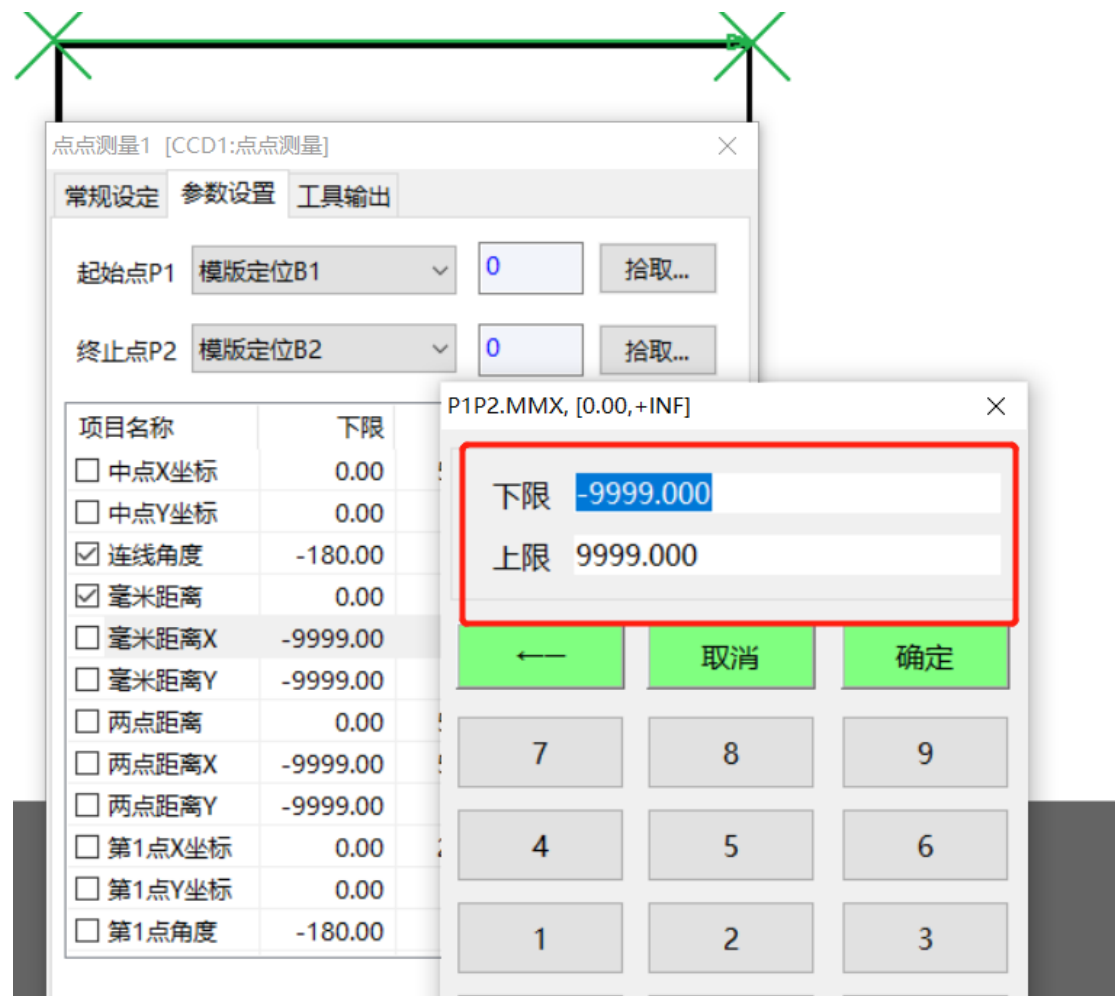 点点测量1 [CCD1:点点测量]
常规设定 参数设置 工具输出
起始点P1 模版定位B1 0 拾取...
终止点P2 模版定位B2 0 拾取...
项目名称 下限
中点X坐标 0.00
中点Y坐标 0.00
连线角度 -180.00
毫米距离 0.00
毫米距离X -9999.00
毫米距离Y -9999.00
两点距离 0.00
两点距离X -9999.00
两点距离Y -9999.00
第1点X坐标 0.00
第1点Y坐标 0.00
第1点角度 -180.00
P1P2.MMX, [0.00,+INF]
下限 -9999.000
上限 9999.000
←— 取消 确定
7 8 9
4 5 6
1 2 3